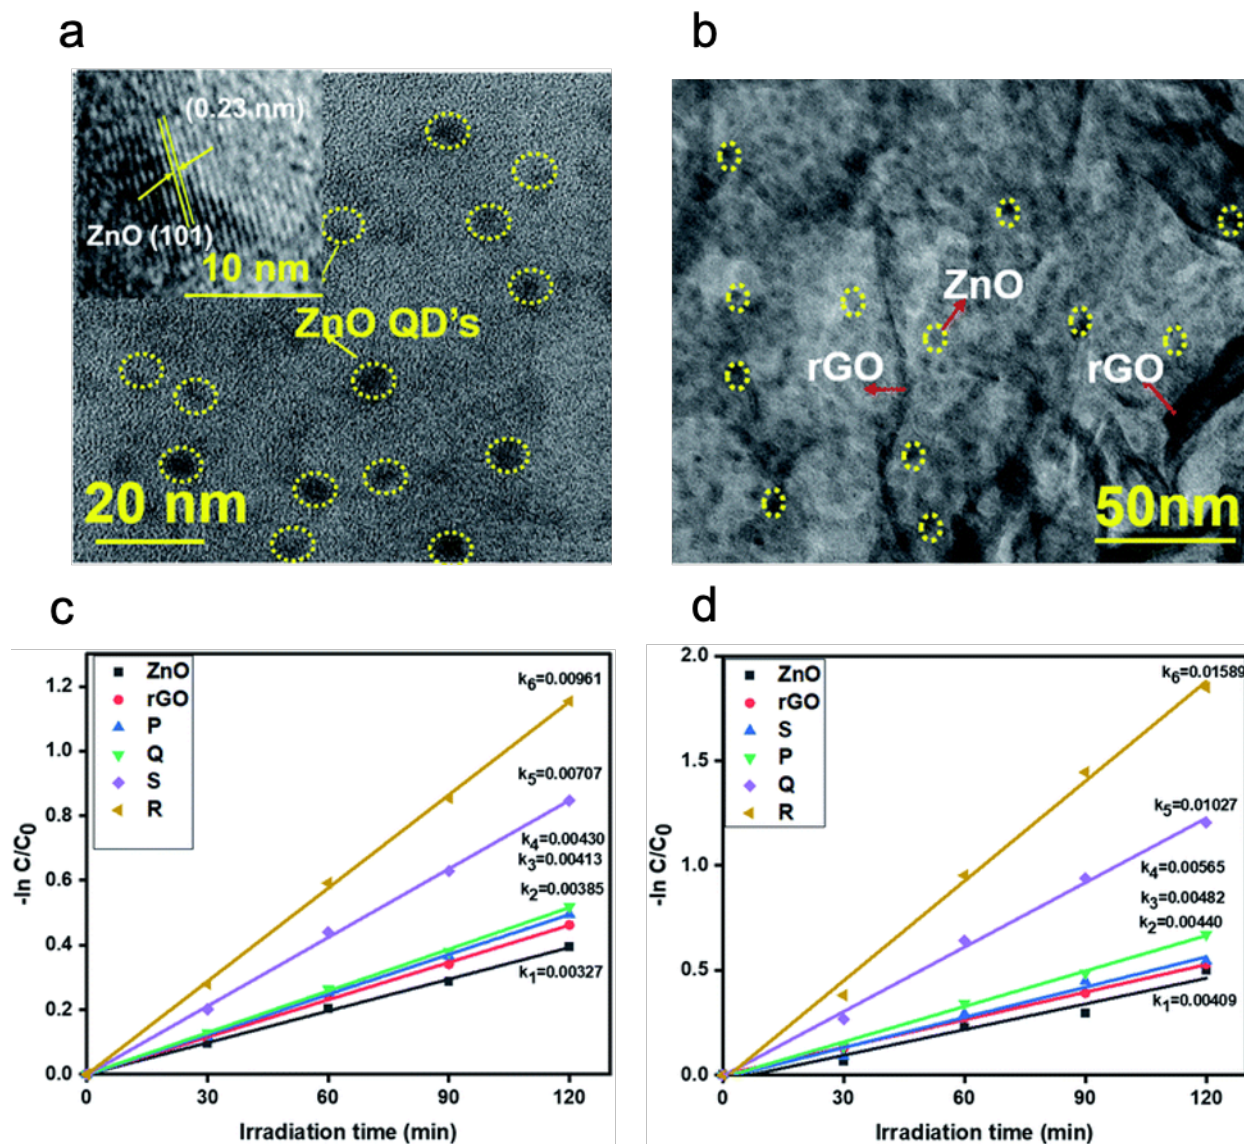 a
(0.23 nm)
ZnO (101)
10 nm
ZnO QD's
20 nm
b
ZnO
rGO
rGO
50nm
c
-ln C/C0
1.2
1.0
0.8
0.6
0.4
0.2
0.0
0
30
60
90
120
Irradiation time (min)
ZnO
rGO
P
Q
S
R
k6=0.00961
k5=0.00707
k4=0.00430
k3=0.00413
k2=0.00385
k1=0.00327
d
-ln C/C0
2.0
1.5
1.0
0.5
0.0
0
30
60
90
120
Irradiation time (min)
ZnO
rGO
S
P
Q
R
k6=0.01589
k5=0.01027
k4=0.00565
k3=0.00482
k2=0.00440
k1=0.00409